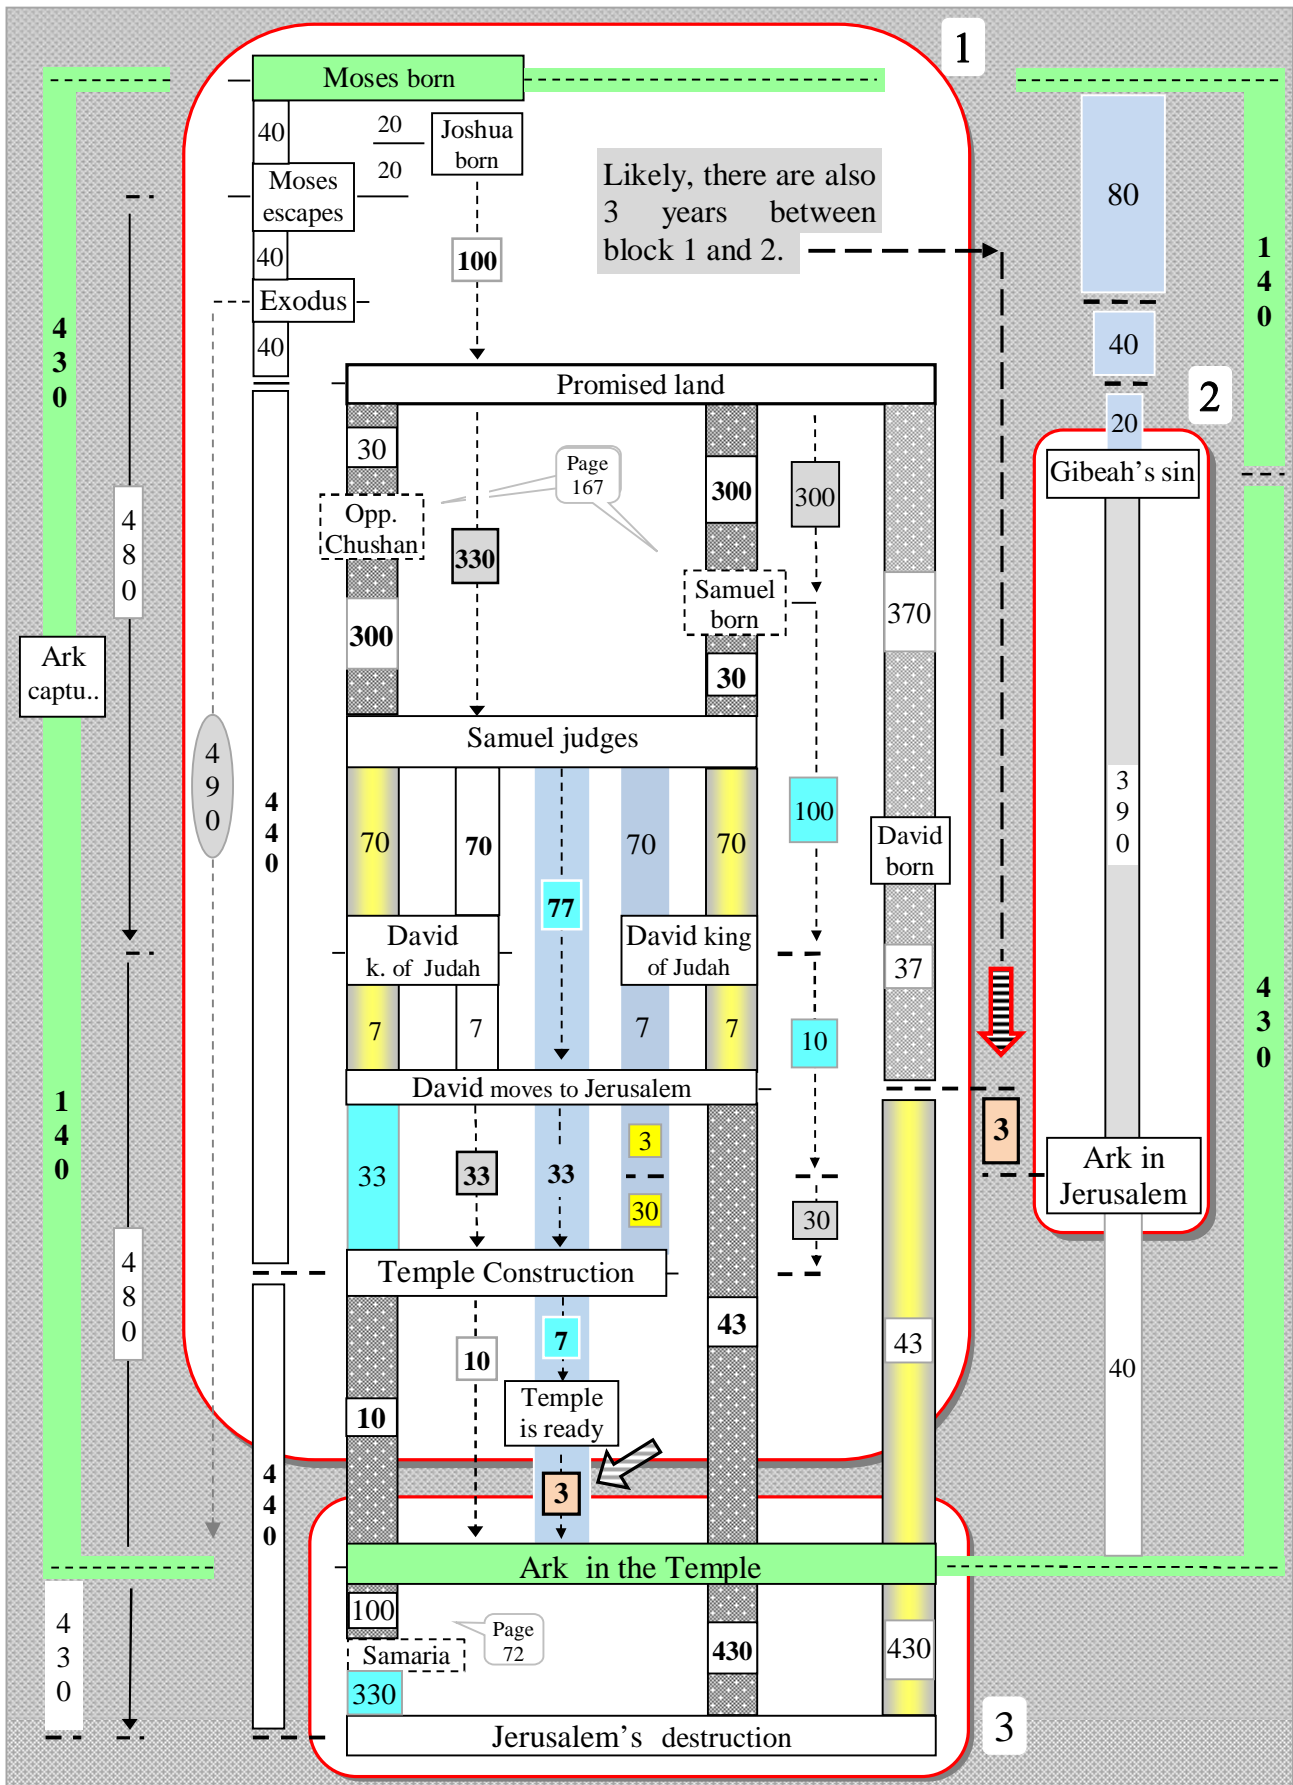 1
Moses born
40
20
20
Joshua
born
Moses
escapes
Likely, there are also
3 years between
block 1 and 2.
80
140
40
100
Exodus
430
40
40
Promised land
2
20
30
Page
167
300
300
Gibeah's sin
Opp.
Chushan
480
330
Samuel
born
370
300
30
Ark
captu..
Samuel judges
490
440
70
70
77
70
70
100
David
born
390
David
k. of Judah
David king
of Judah
37
430
7
7
7
7
10
David moves to Jerusalem
140
33
33
33
3
30
30
3
Ark in
Jerusalem
480
Temple Construction
10
7
43
43
40
10
Temple
is ready
440
3
Ark in the Temple
430
100
Page
72
Samaria
430
430
330
3
Jerusalem's destruction